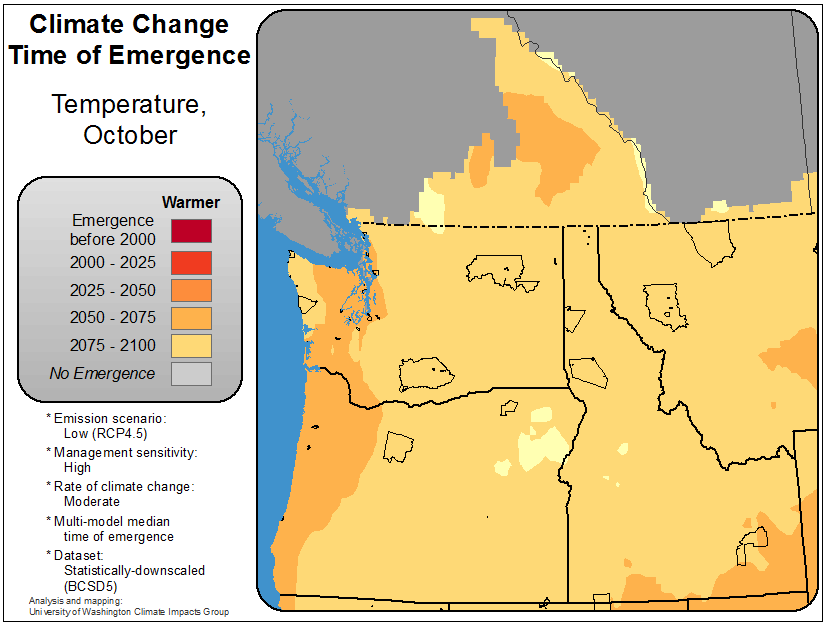 Climate Change
Time of Emergence
Temperature,
October
Warmer
Emergence
before 2000
2000 - 2025
2025 - 2050
2050 - 2075
2075 - 2100
No Emergence
* Emission scenario:
Low (RCP4.5)
* Management sensitivity:
High
* Rate of climate change:
Moderate
* Multi-model median
time of emergence
* Dataset:
Statistically-downscaled
(BCSD5)
Analysis and mapping:
University of Washington Climate Impacts Group